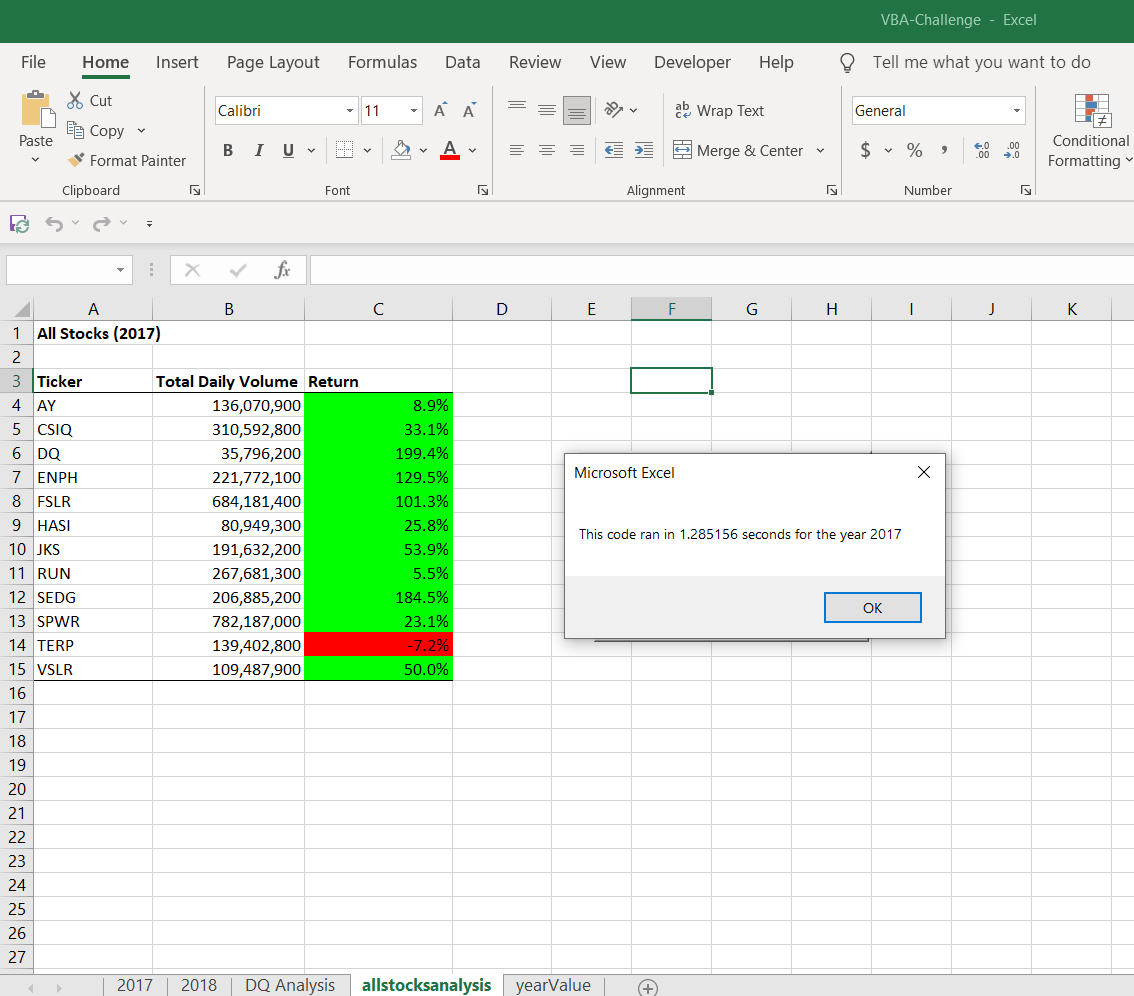 VBA-Challenge - Excel
File Home Insert Page Layout Formulas Data Review View Developer Help Tell me what you want to do
Paste
Cut
Copy
Format Painter
Clipboard
Calibri 11
B I U A
Font
ab Wrap Text
Merge & Center
Alignment
General
$ % ,
Number
Conditional
Formatting
fx
A B C D E F G H I J K
1 All Stocks (2017)
2
3 Ticker Total Daily Volume Return
4 AY 136,070,900 8.9%
5 CSIQ 310,592,800 33.1%
6 DQ 35,796,200 199.4%
7 ENPH 221,772,100 129.5%
8 FSLR 684,181,400 101.3%
9 HASI 80,949,300 25.8%
10 JKS 191,632,200 53.9%
11 RUN 267,681,300 5.5%
12 SEDG 206,885,200 184.5%
13 SPWR 782,187,000 23.1%
14 TERP 139,402,800 -7.2%
15 VSLR 109,487,900 50.0%
16
17
18
19
20
21
22
23
24
25
26
27
Microsoft Excel
This code ran in 1.285156 seconds for the year 2017
OK
2017 2018 DQ Analysis allstocksanalysis yearValue